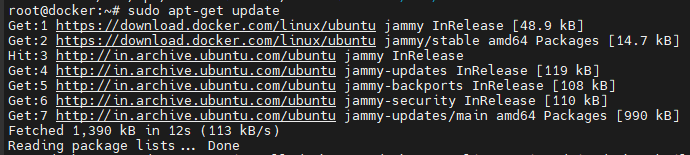 root@docker:~# sudo apt-get update
Get:1 https://download.docker.com/linux/ubuntu jammy InRelease [48.9 kB]
Get:2 https://download.docker.com/linux/ubuntu jammy/stable amd64 Packages [14.7 kB]
Hit:3 http://in.archive.ubuntu.com/ubuntu jammy InRelease
Get:4 http://in.archive.ubuntu.com/ubuntu jammy-updates InRelease [119 kB]
Get:5 http://in.archive.ubuntu.com/ubuntu jammy-backports InRelease [108 kB]
Get:6 http://in.archive.ubuntu.com/ubuntu jammy-security InRelease [110 kB]
Get:7 http://in.archive.ubuntu.com/ubuntu jammy-updates/main amd64 Packages [990 kB]
Fetched 1,390 kB in 12s (113 kB/s)
Reading package lists... Done